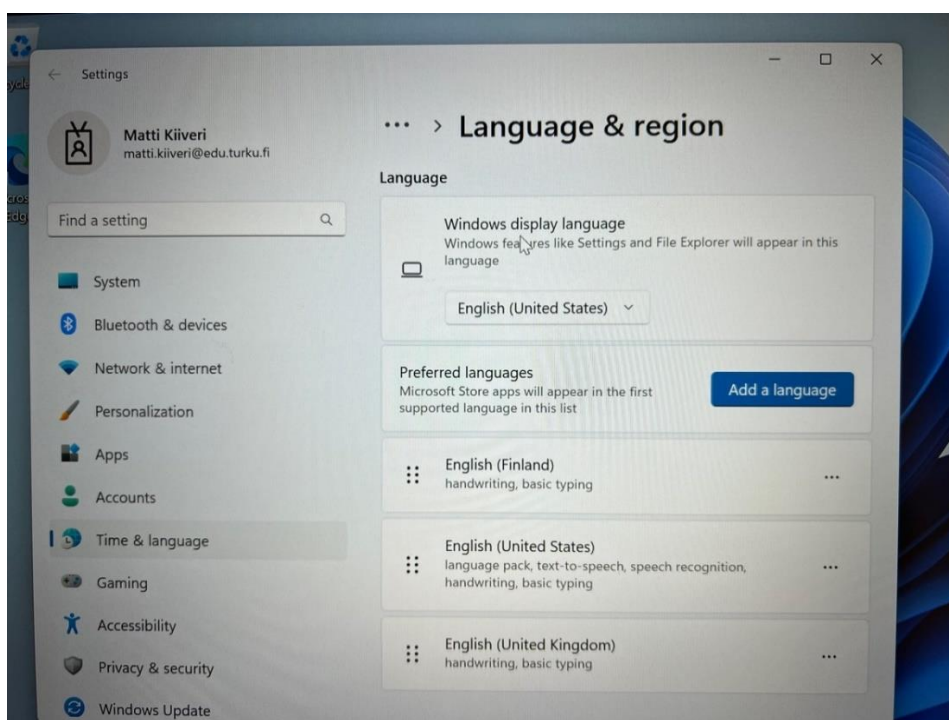 Settings
Matti Kiiveri
matti.kiiveri@edu.turku.fi
Find a setting
System
Bluetooth & devices
Network & internet
Personalization
Apps
Accounts
Time & language
Gaming
Accessibility
Privacy & security
Windows Update
... > Language & region
Language
Windows display language
Windows features like Settings and File Explorer will appear in this
language
English (United States)
Preferred languages
Microsoft Store apps will appear in the first
supported language in this list
Add a language
English (Finland)
handwriting, basic typing
English (United States)
language pack, text-to-speech, speech recognition,
handwriting, basic typing
English (United Kingdom)
handwriting, basic typing